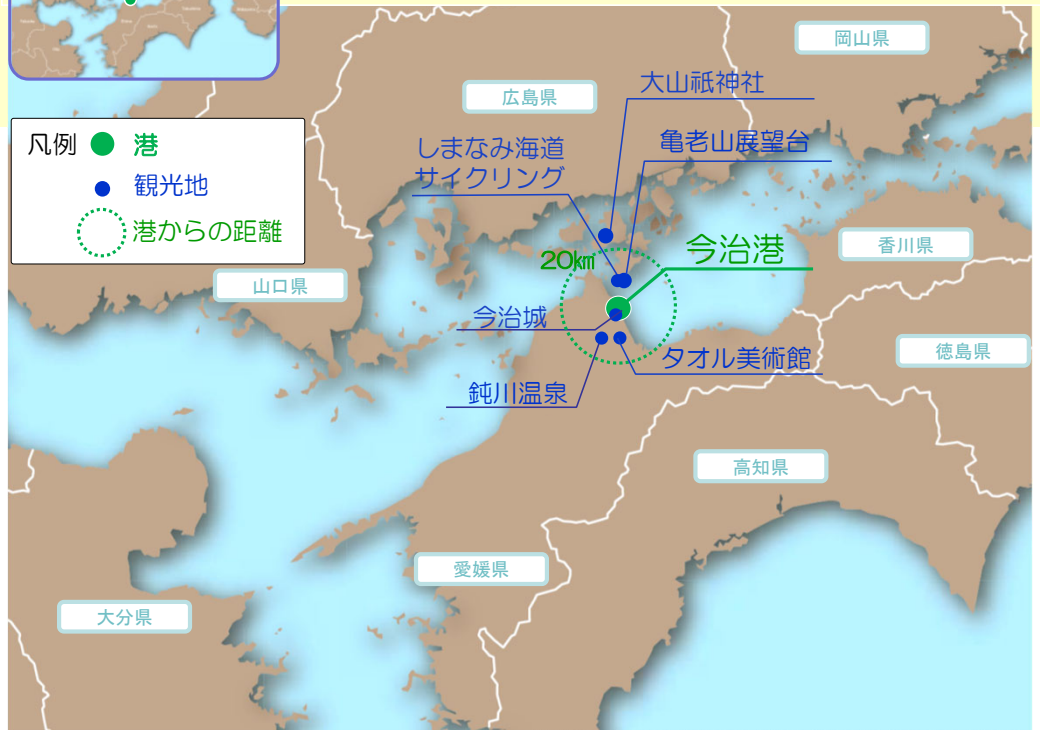 岡山県
大山祇神社
広島県
凡例
港
しまなみ海道
サイクリング
亀老山展望台
観光地
港からの距離
今治港
香川県
20㎞
山口県
今治城
タオル美術館
徳島県
鈍川温泉
高知県
愛媛県
大分県